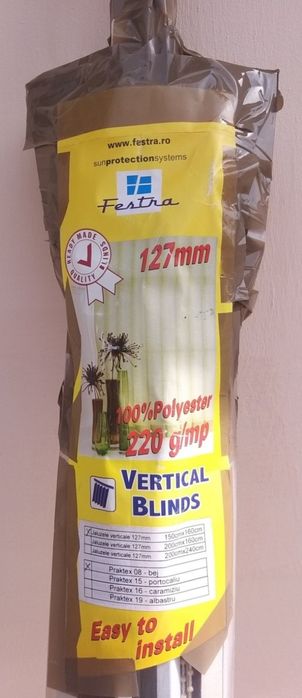 www.festra.ro
sunprotectionsystems
Festra
READY MADE BLINDS
QUALITY
127mm
100%Polyester
220 g/mp
VERTICAL
BLINDS
X Jaluzele verticale 127mm 150cmx160cm
Jaluzele verticale 127mm 200cmx160cm
Jaluzele verticale 127mm 200cmx240cm
X Praktex 08 - bej
Praktex 15 - portocaliu
Praktex 16 - caramiziu
Praktex 19 - albastru
Easy to
install